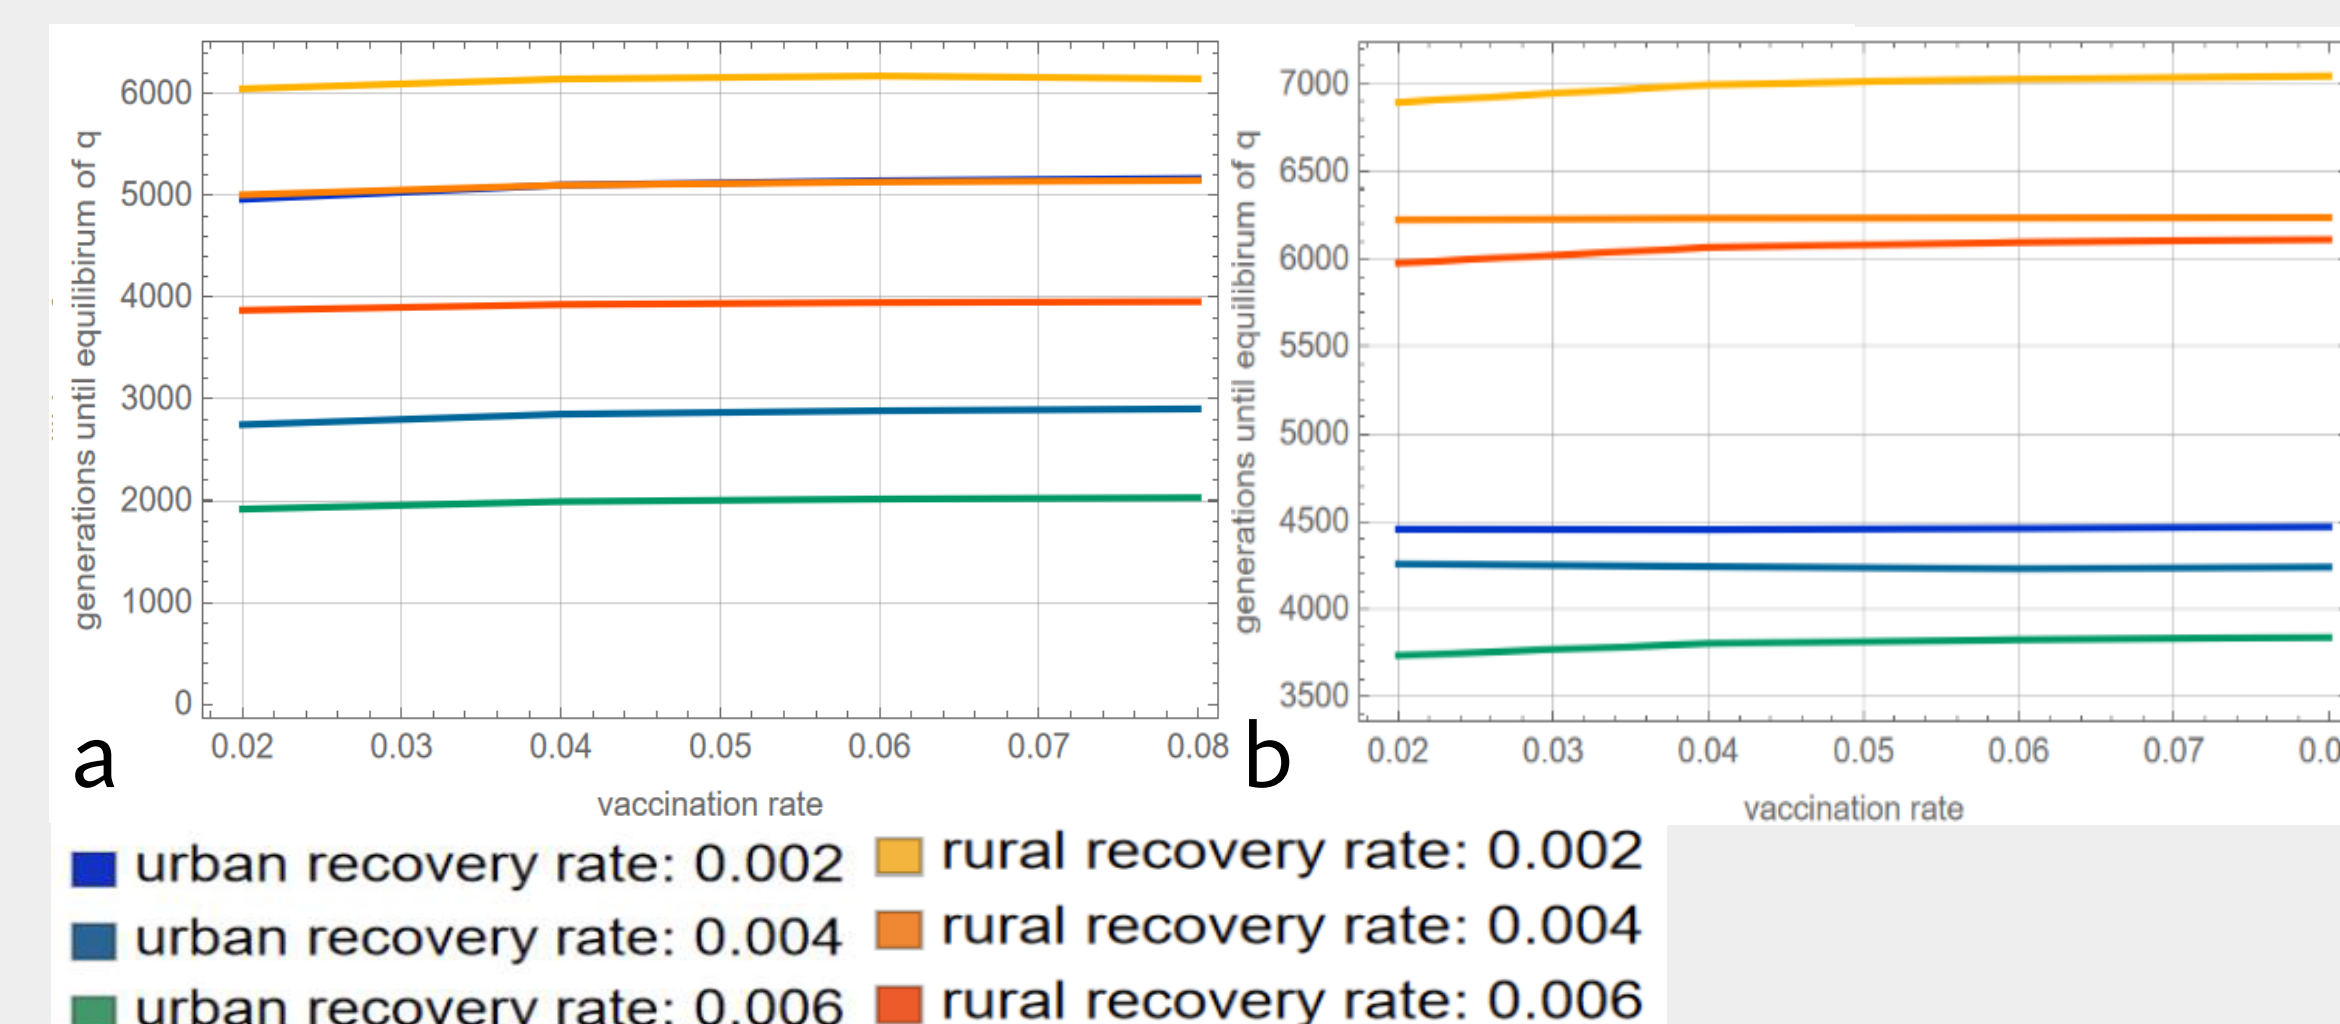 generations until equilibirum of q
6000
5000
4000
3000
2000
1000
0
0.02 0.03 0.04 0.05 0.06 0.07 0.08
vaccination rate
a
generations until equilibirum of q
7000
6500
6000
5500
5000
4500
4000
3500
0.02 0.03 0.04 0.05 0.06 0.07 0.0
vaccination rate
b
urban recovery rate: 0.002
urban recovery rate: 0.004
urban recovery rate: 0.006
rural recovery rate: 0.002
rural recovery rate: 0.004
rural recovery rate: 0.006